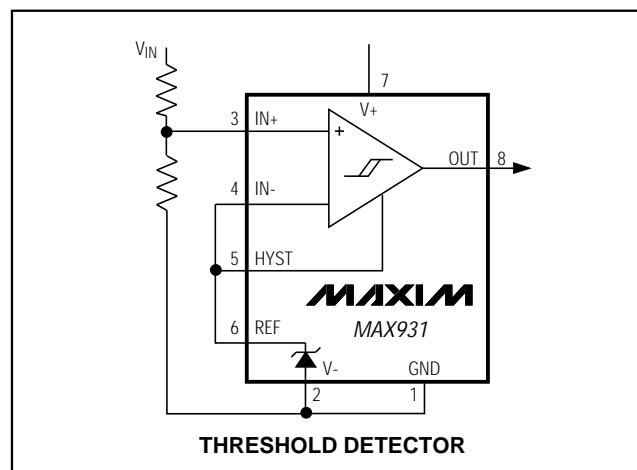 VIN
7
V+
3 IN+
+
OUT 8
4 IN-
5 HYST
MAXIM
MAX931
6 REF
V-
GND
2
1
THRESHOLD DETECTOR